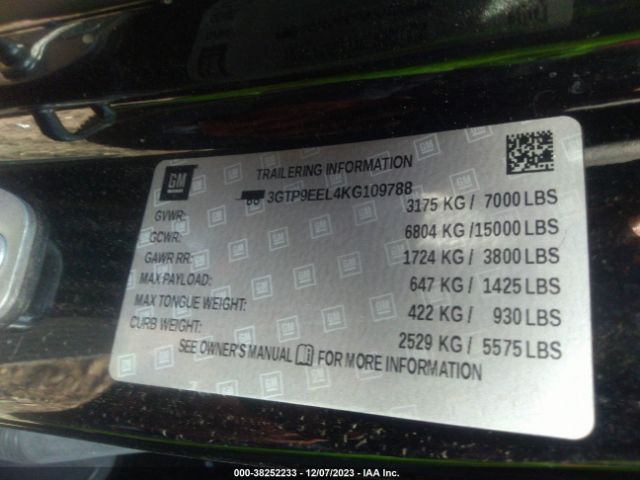 GM
TRAILERING INFORMATION
3GTP9EEL4KG109788
GVWR: 3175 KG / 7000 LBS
GCWR: 6804 KG /15000 LBS
GAWR RR: 1724 KG / 3800 LBS
MAX PAYLOAD: 647 KG / 1425 LBS
MAX TONGUE WEIGHT: 422 KG / 930 LBS
CURB WEIGHT: 2529 KG / 5575 LBS
SEE OWNER'S MANUAL FOR MORE INFORMATION
000-38252233 - 12/07/2023 - IAA Inc.